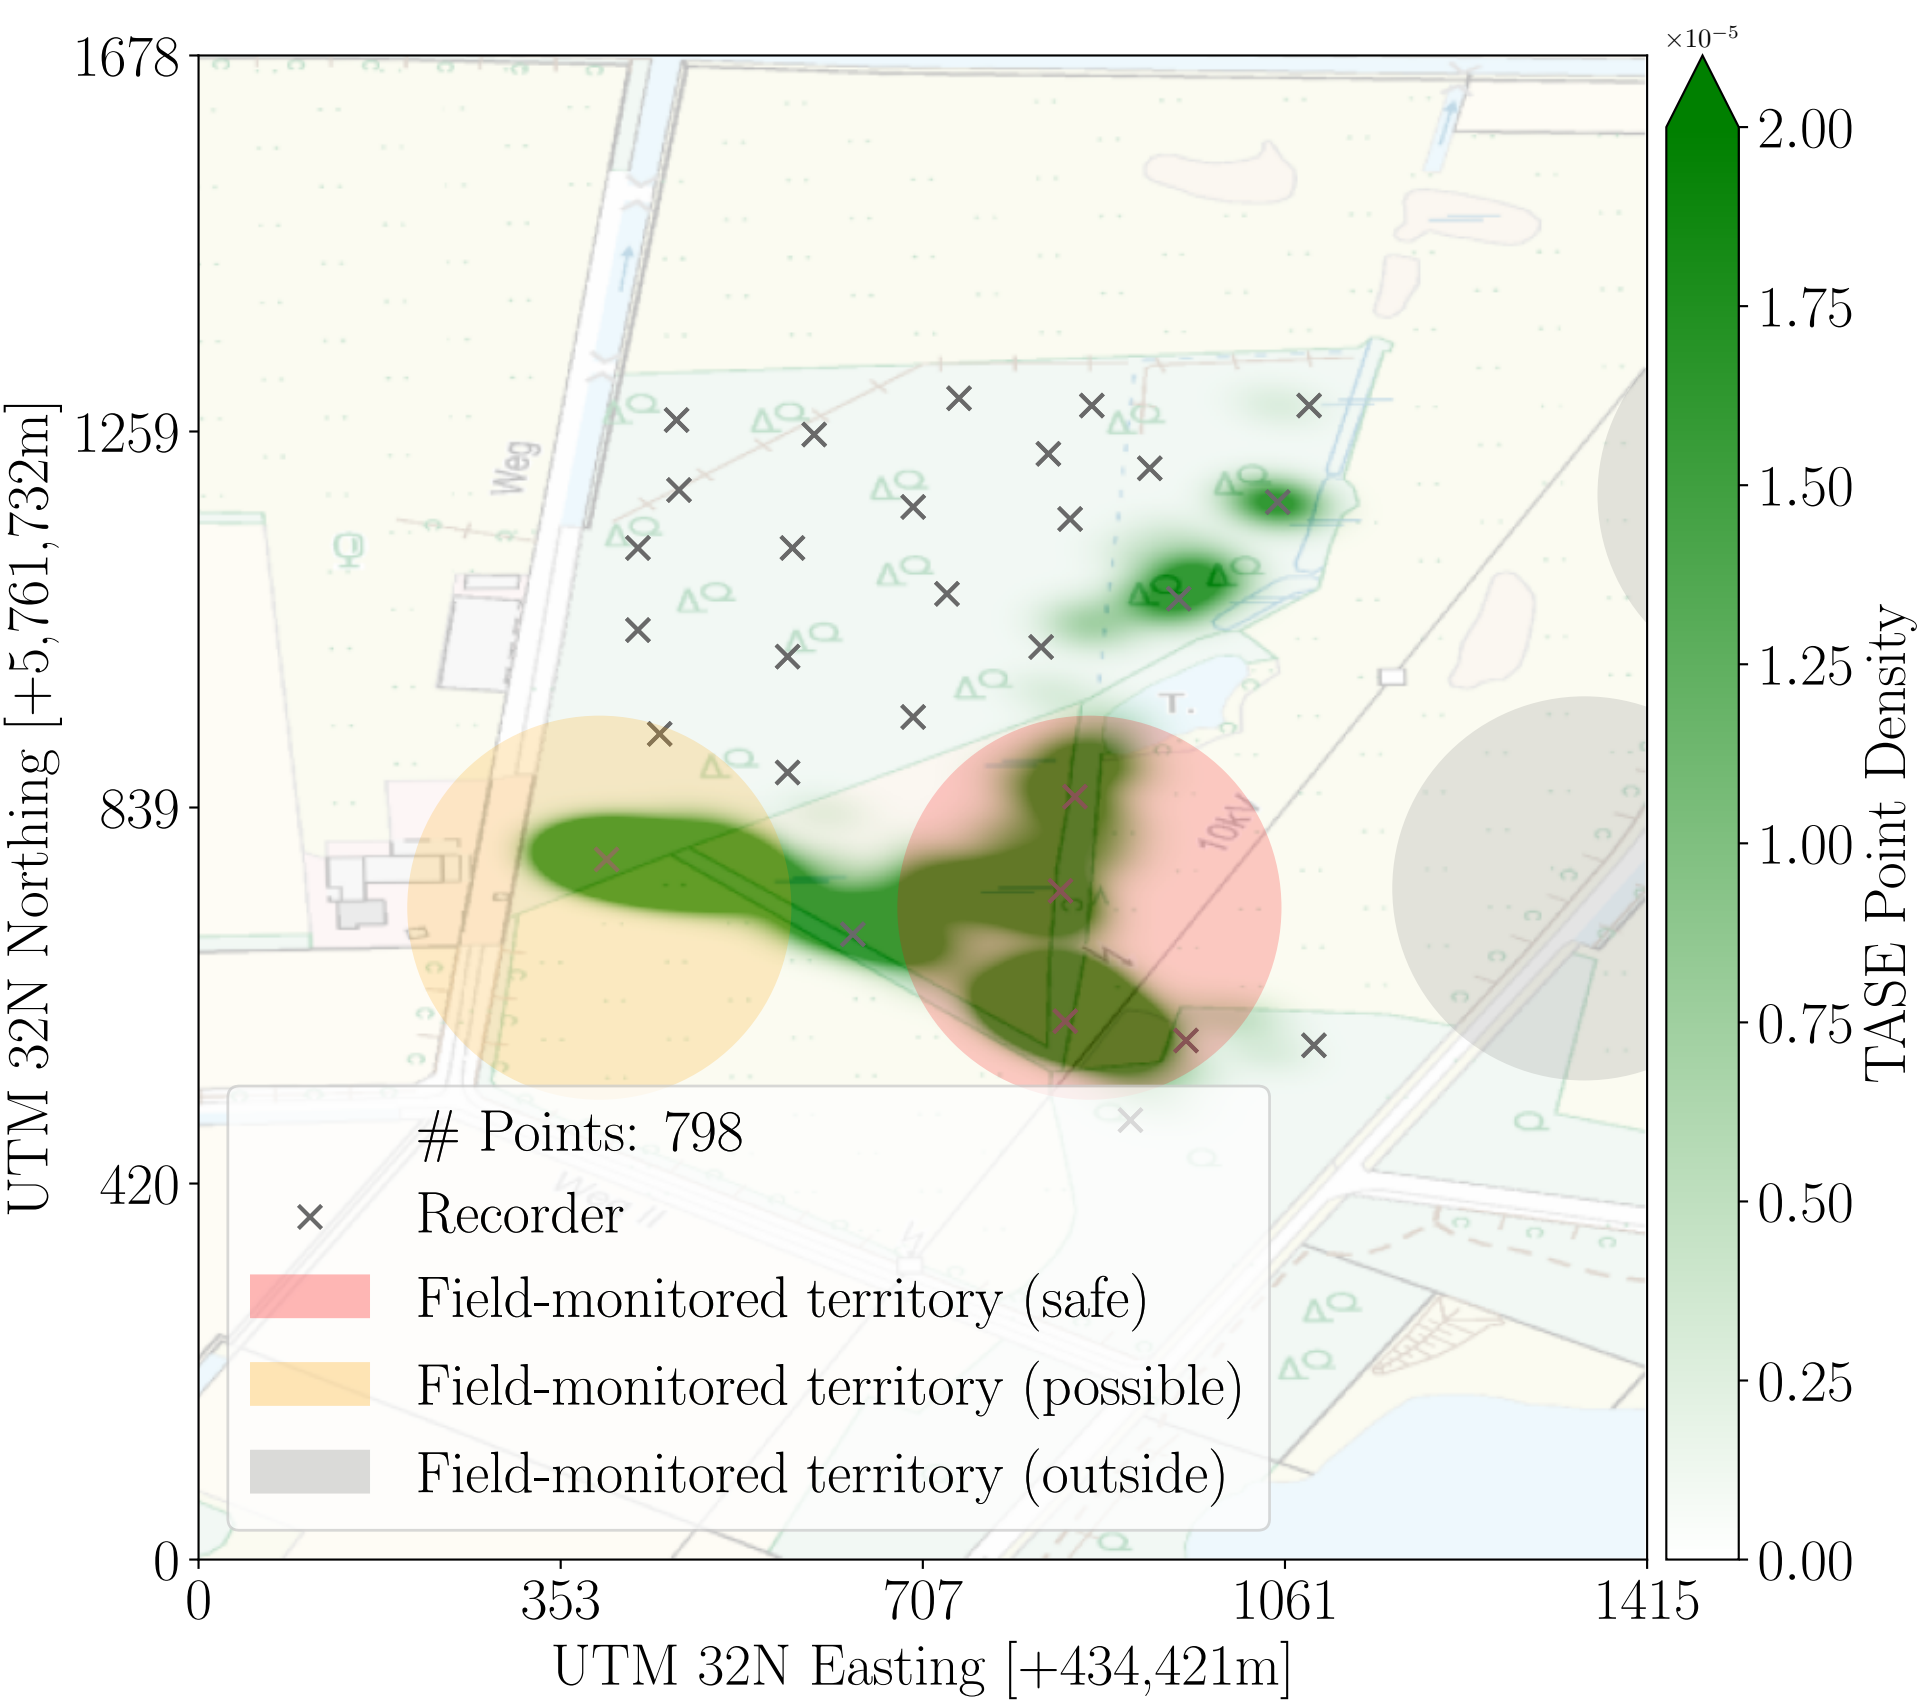 ×10⁻⁵
1678
1259
839
420
0
UTM 32N Northing [+5,761,732m]
0
353
707
1061
1415
UTM 32N Easting [+434,421m]
2.00
1.75
1.50
1.25
1.00
0.75
0.50
0.25
0.00
TASE Point Density
Weg
T.
10kV
# Points: 798
Weg II
Recorder
Field-monitored territory (safe)
Field-monitored territory (possible)
Field-monitored territory (outside)